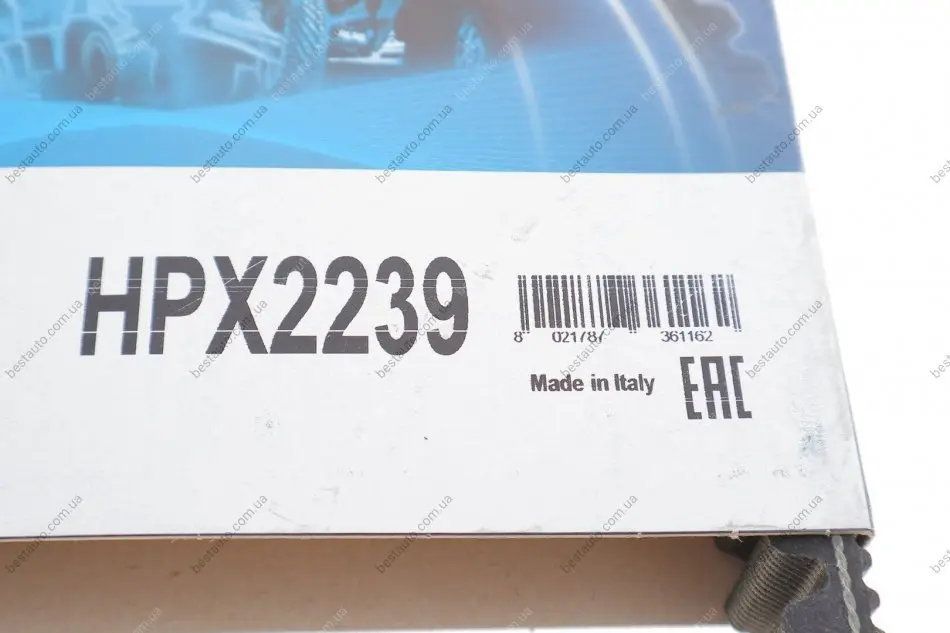 HPX2239
8 021787 361162
Made in Italy
EAC
bestauto.com.ua